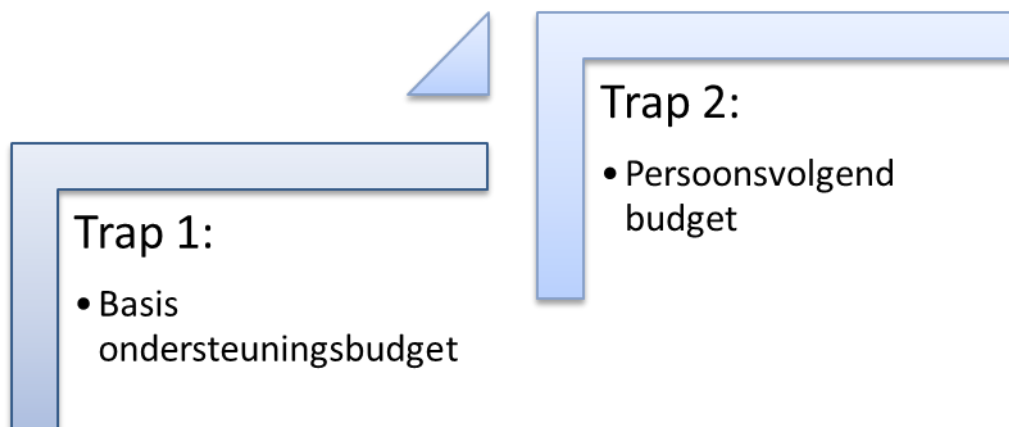 Trap 1:
• Basis
ondersteuningsbudget
Trap 2:
• Persoonsvolgend
budget